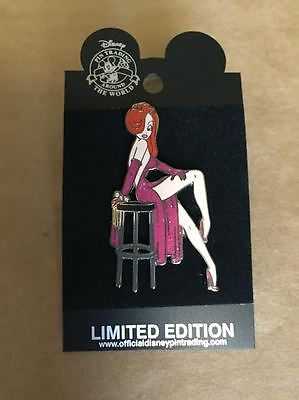 Disney
PIN TRADING
AROUND
THE WORLD
LIMITED EDITION
www.officialdisneypintrading.com